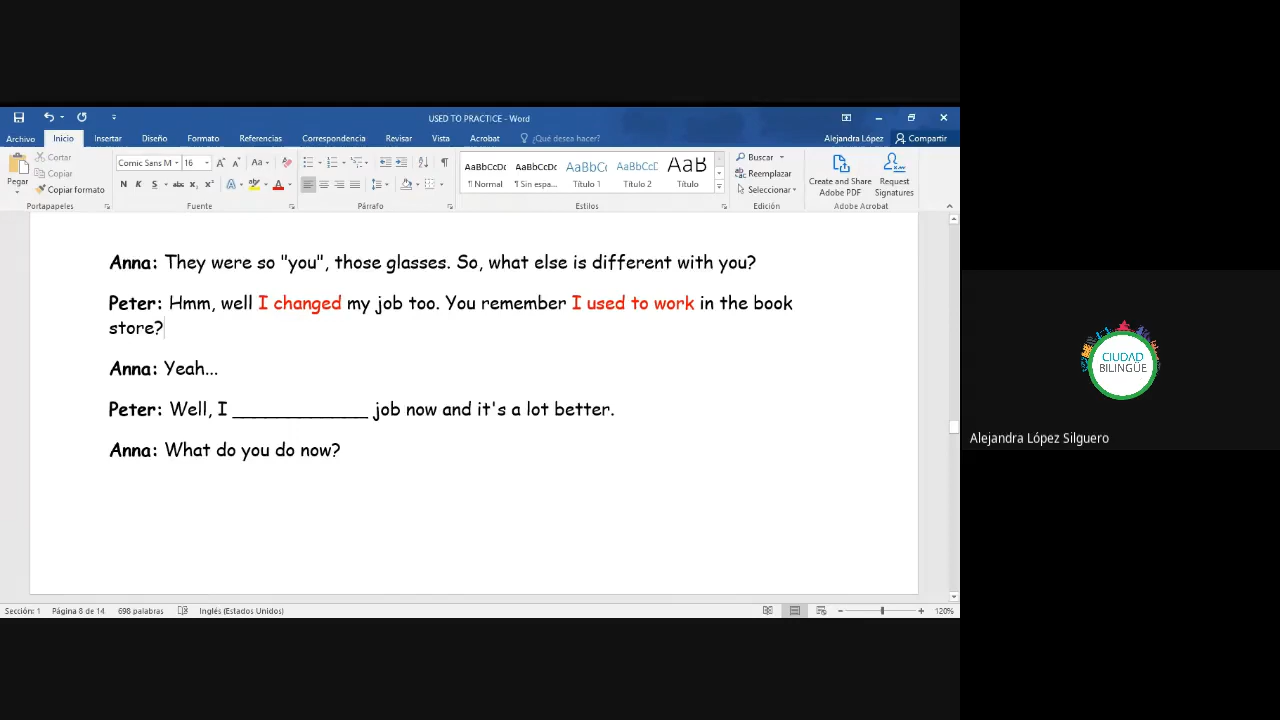 USED TO PRACTICE - Word
Archivo Inicio Insertar Diseño Formato Referencias Correspondencia Revisar Vista Acrobat ¿Qué desea hacer? Alejandra López Compartir
Pegar
Cortar
Copiar
Copiar formato
Comic Sans M 16
Aa
N K S abc x₂ x²
AaBbCcDc AaBbCcDc AaBbC AaBbCcC AaB
¶ Normal ¶ Sin espa... Título 1 Título 2 Título
Buscar
Reemplazar
Seleccionar
Create and Share
Adobe PDF
Request
Signatures
Portapapeles Fuente Párrafo Estilos Edición Adobe Acrobat
Anna: They were so "you", those glasses. So, what else is different with you?
Peter: Hmm, well I changed my job too. You remember I used to work in the book
store?
Anna: Yeah...
Peter: Well, I _____________ job now and it's a lot better.
Anna: What do you do now?
Sección: 1 Página 8 de 14 698 palabras Inglés (Estados Unidos) 120%
CIUDAD
BILINGÜE
Alejandra López Silguero